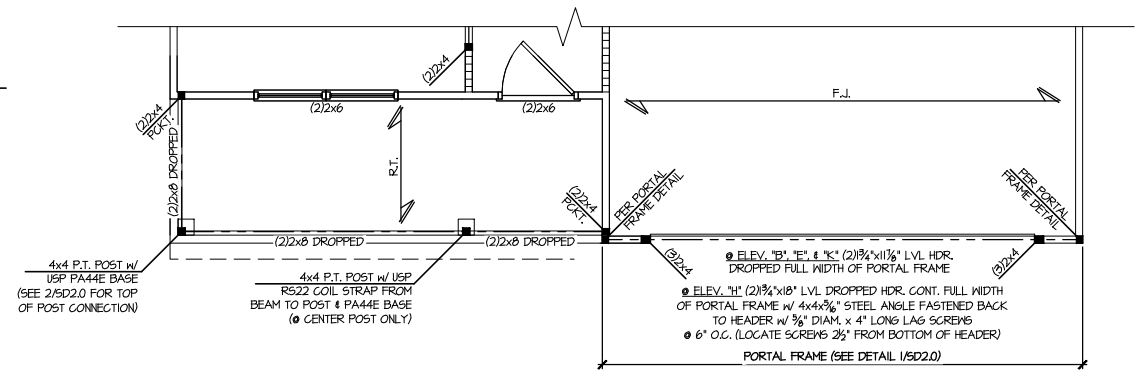 (2)2x4
F.J.
(2)2x6
(2)2x6
(2)2x4
PCKT.
(2)2x8 DROPPED
R.T.
(2)2x4
PCKT.
PER PORTAL
FRAME DETAIL
PER PORTAL
FRAME DETAIL
(2)2x8 DROPPED
(2)2x8 DROPPED
(3)2x4
(3)2x4
4x4 P.T. POST W/
USP PA44E BASE
(SEE 2/SD2.0 FOR TOP
OF POST CONNECTION)
4x4 P.T. POST W/ USP
RS22 COIL STRAP FROM
BEAM TO POST & PA44E BASE
(@ CENTER POST ONLY)
@ ELEV. "B", "E", & "K" (2)1¾"x11⅞" LVL HDR.
DROPPED FULL WIDTH OF PORTAL FRAME
@ ELEV. "H" (2)1¾"x18" LVL DROPPED HDR. CONT. FULL WIDTH
OF PORTAL FRAME W/ 4x4x5/16" STEEL ANGLE FASTENED BACK
TO HEADER W/ ⅝" DIAM. x 4" LONG LAG SCREWS
@ 6" O.C. (LOCATE SCREWS 2½" FROM BOTTOM OF HEADER)
PORTAL FRAME (SEE DETAIL 1/SD2.0)